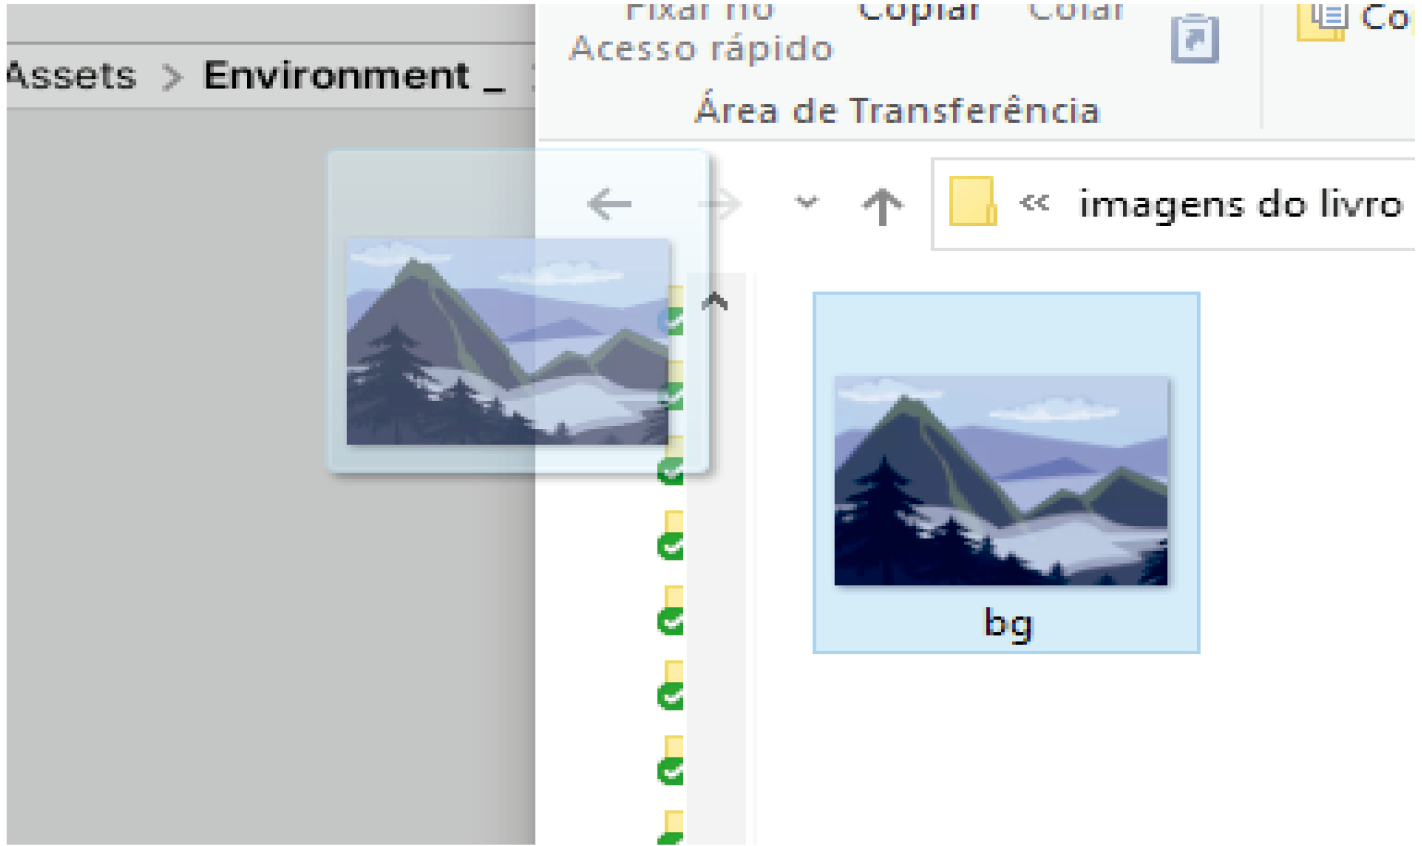 Assets > Environment _
Fixar no
Acesso rápido
Copiar
Colar
Co
Área de Transferência
« imagens do livro
bg